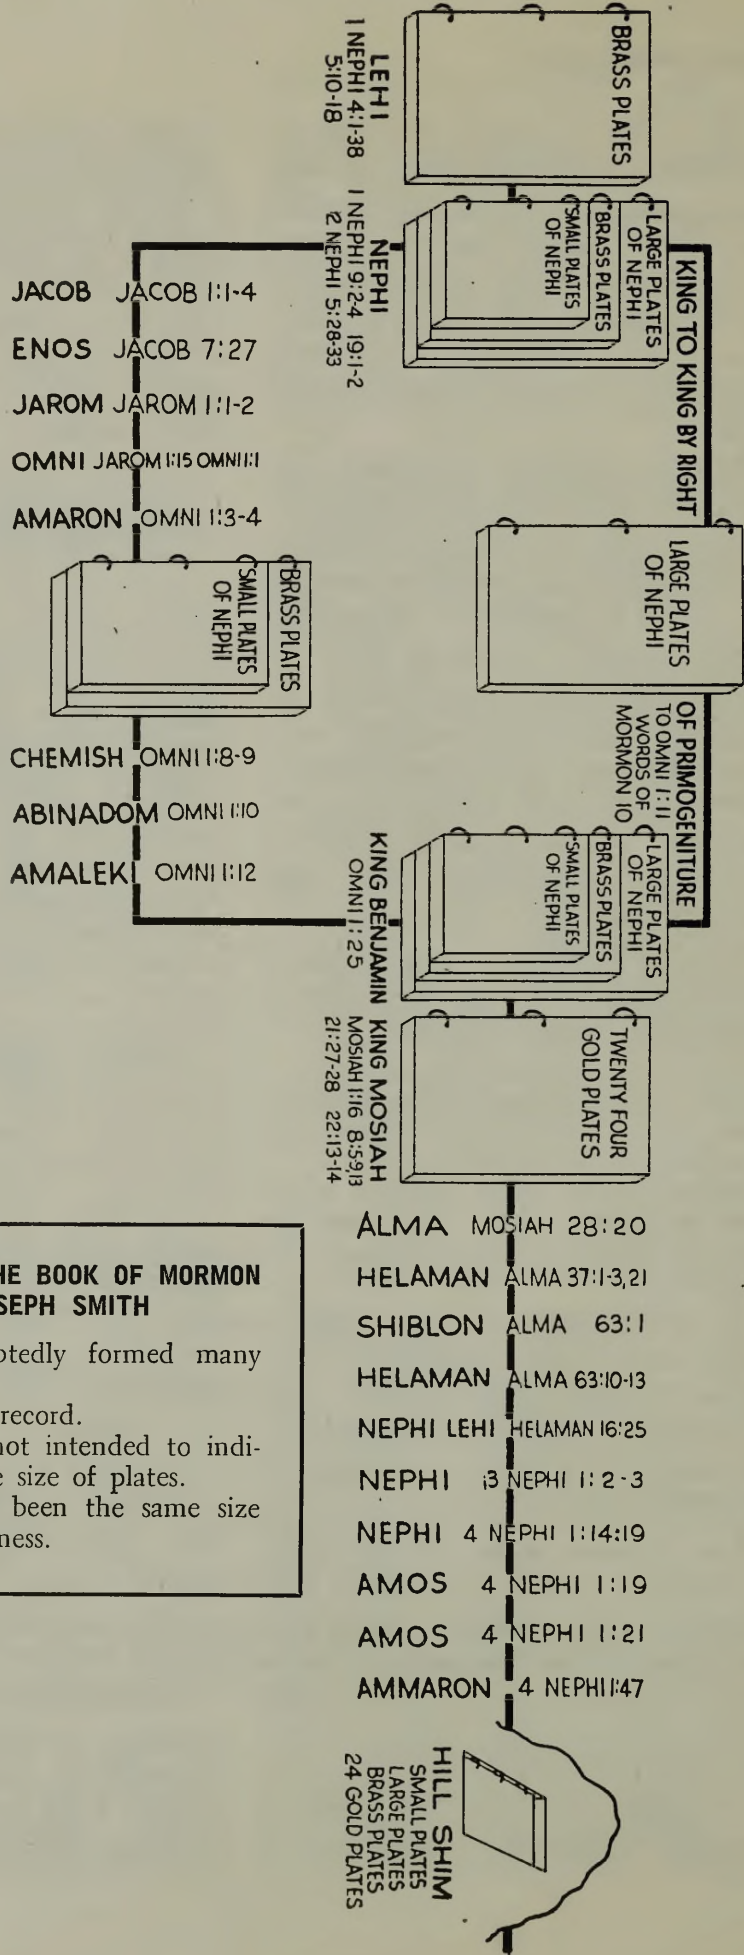 BRASS PLATES
LEHI
1 NEPHI 4:1-38
5:10-18
LARGE PLATES
OF NEPHI
BRASS PLATES
SMALL PLATES
OF NEPHI
NEPHI
1 NEPHI 9:2-4 19:1-2
2 NEPHI 5:28-33
KING TO KING BY RIGHT
JACOB JACOB 1:1-4
ENOS JACOB 7:27
JAROM JAROM 1:1-2
OMNI JAROM 1:15 OMNI 1:1
AMARON OMNI 1:3-4
BRASS PLATES
SMALL PLATES
OF NEPHI
CHEMISH OMNI 1:8-9
ABINADOM OMNI 1:10
AMALEKI OMNI 1:12
LARGE PLATES
OF NEPHI
OF PRIMOGENITURE
TO OMNI 1:11
WORDS OF
MORMON 10
LARGE PLATES
OF NEPHI
BRASS PLATES
SMALL PLATES
OF NEPHI
KING BENJAMIN
OMNI 1:25
TWENTY FOUR
GOLD PLATES
KING MOSIAH
MOSIAH 1:16 8:5-9,13
21:27-28 22:13-14
ALMA MOSIAH 28:20
HELAMAN ALMA 37:1-3,21
SHIBLON ALMA 63:1
HELAMAN ALMA 63:10-13
NEPHI LEHI HELAMAN 16:25
NEPHI 3 NEPHI 1:2-3
NEPHI 4 NEPHI 1:14:19
AMOS 4 NEPHI 1:19
AMOS 4 NEPHI 1:21
AMMARON 4 NEPHI 1:47
HILL SHIM
SMALL PLATES
LARGE PLATES
BRASS PLATES
24 GOLD PLATES
BOOK OF MORMON
SMITH
formed many
record.
not intended to indi-
size of plates.
been the same size